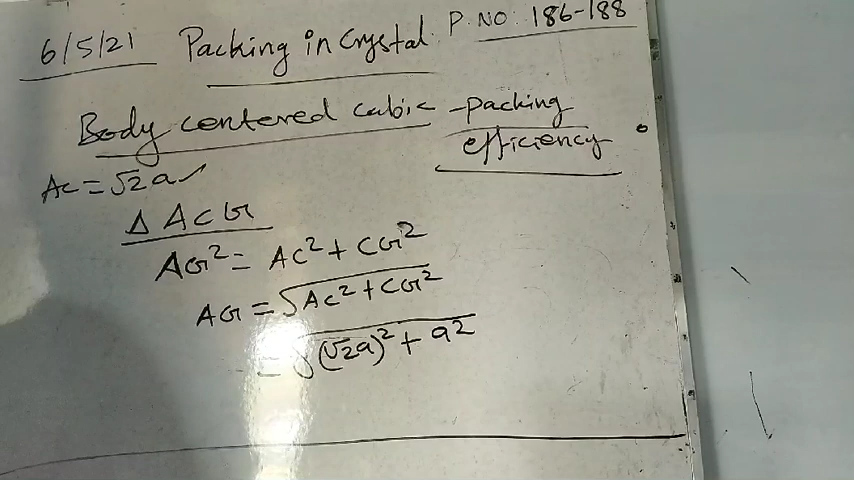 6/5/21 Packing in Crystal P.NO: 186-188
Body centered cubic - packing
efficiency
AC = √2a
Δ ACG
AG² = AC² + CG²
AG = √AC² + CG²
= √(√2a)² + a²